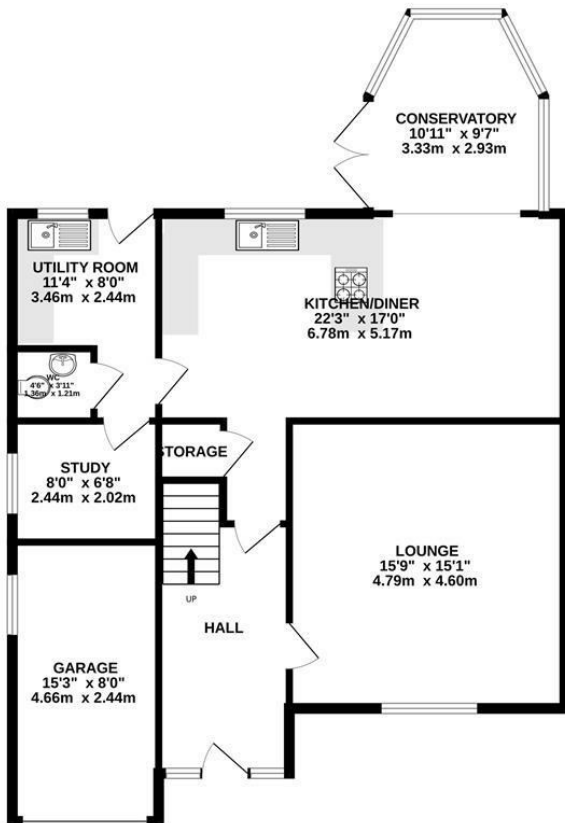 CONSERVATORY
10'11" x 9'7"
3.33m x 2.93m
UTILITY ROOM
11'4" x 8'0"
3.46m x 2.44m
KITCHEN/DINER
22'3" x 17'0"
6.78m x 5.17m
WC
4'6" x 3'11"
1.36m x 1.21m
STORAGE
STUDY
8'0" x 6'8"
2.44m x 2.02m
LOUNGE
15'9" x 15'1"
4.79m x 4.60m
UP
HALL
GARAGE
15'3" x 8'0"
4.66m x 2.44m